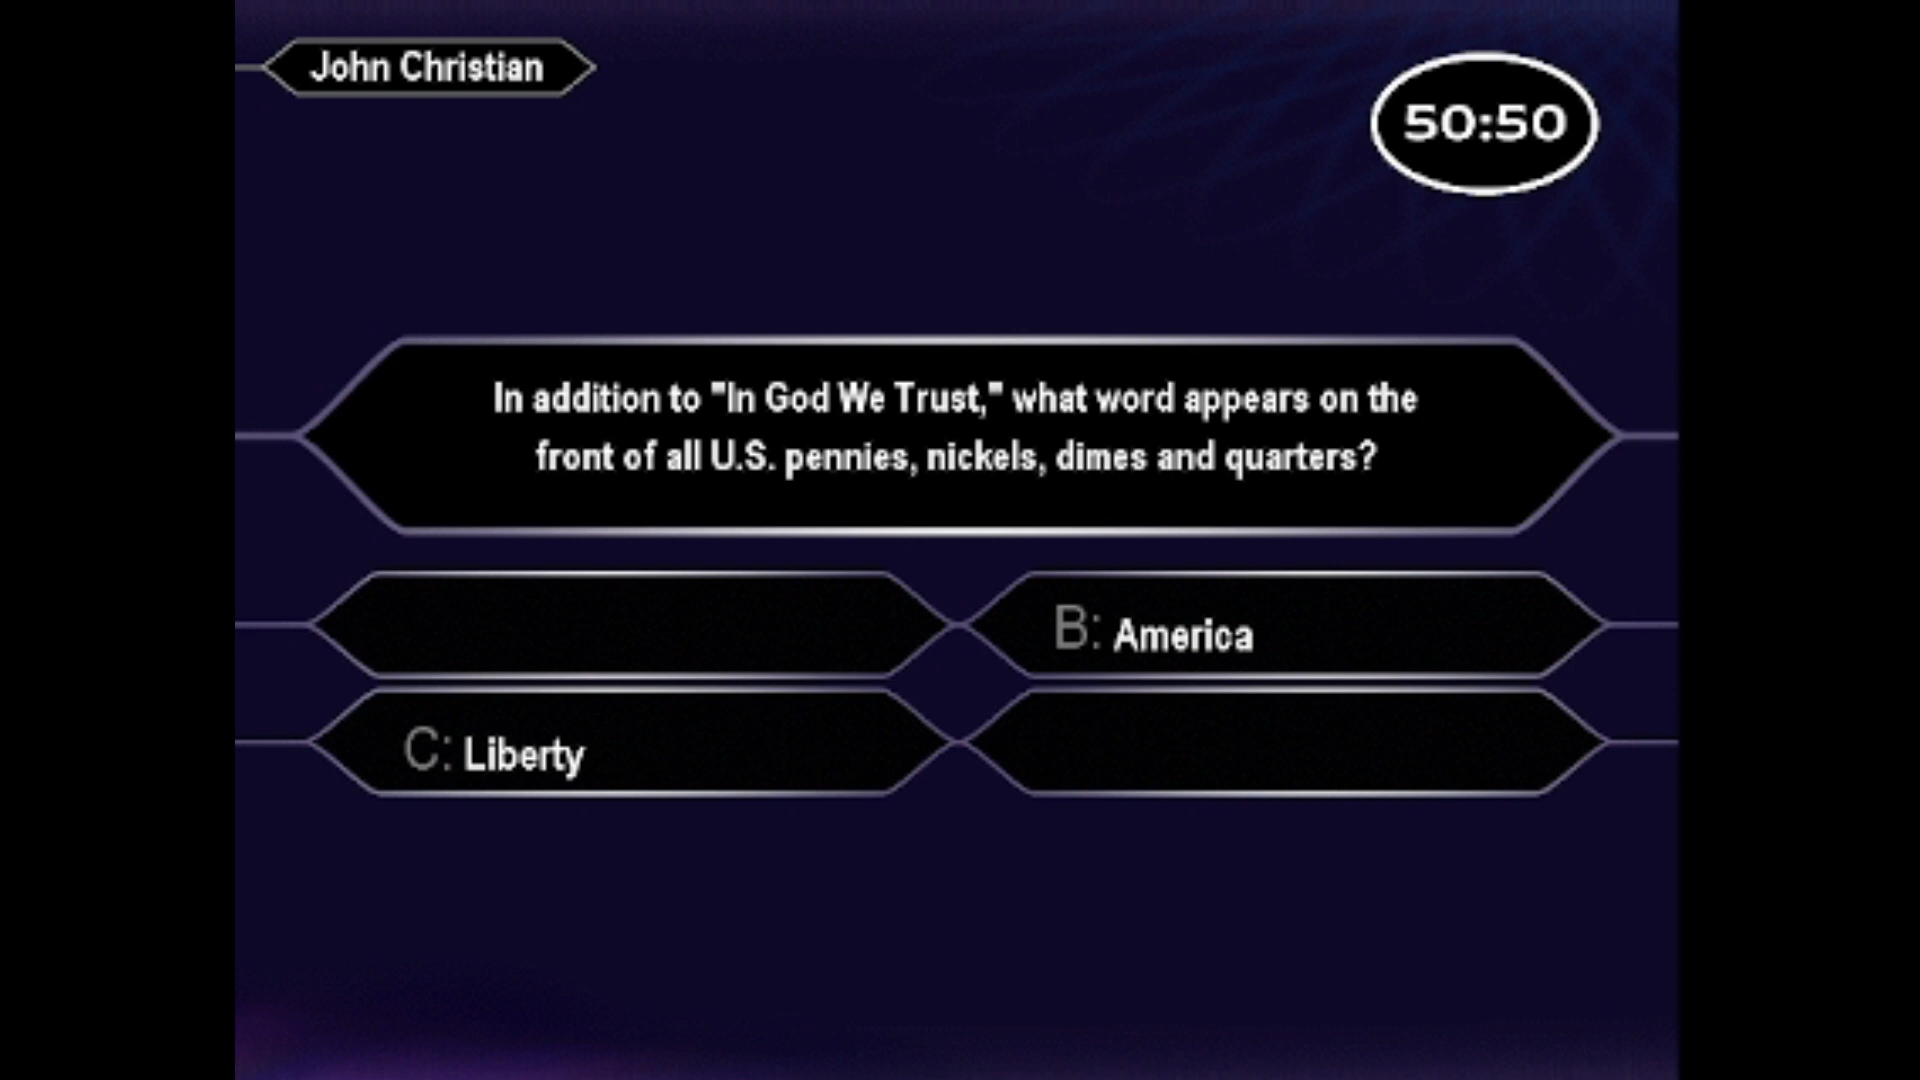 John Christian
50:50
In addition to "In God We Trust," what word appears on the
front of all U.S. pennies, nickels, dimes and quarters?
B: America
C: Liberty